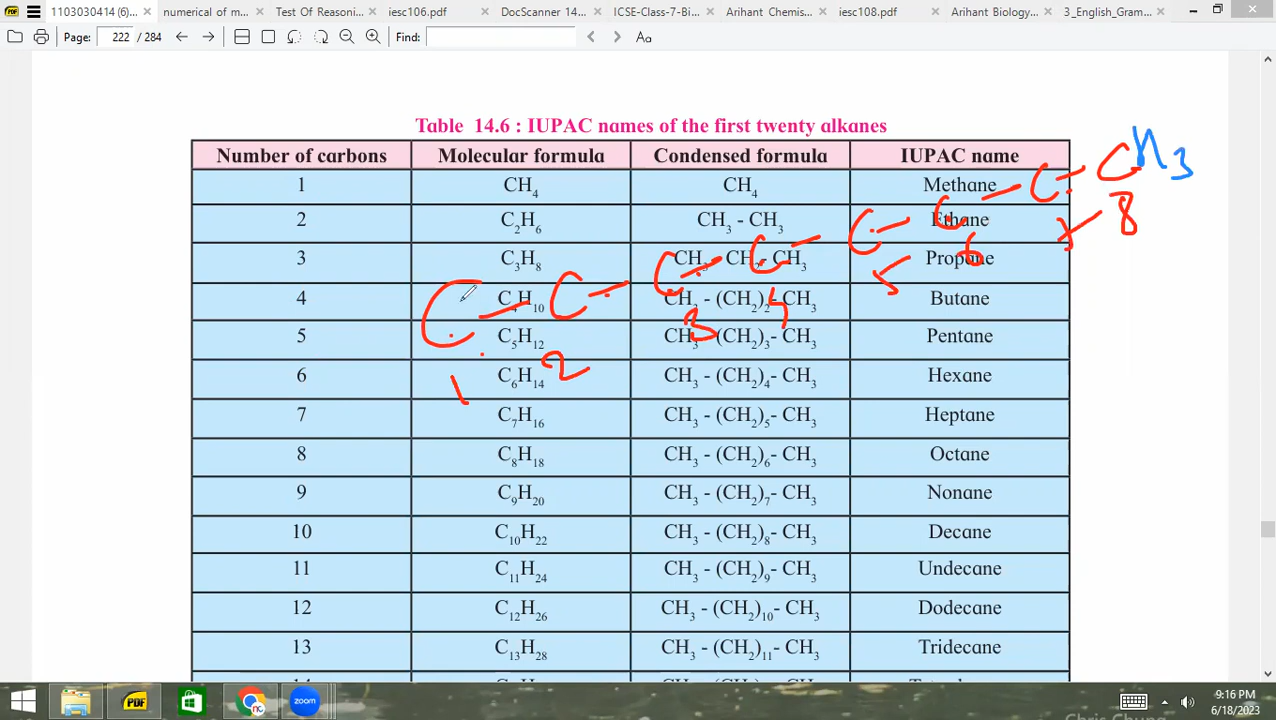 1103030414 (6)...
numerical of m...
Test Of Reasoni...
iesc106.pdf
DocScanner 14...
ICSE-Class-7-Bi...
Arihant Chemis...
iesc108.pdf
Arihant Biology...
3_English_Gram...
Page: 222 / 284
Find:
Aa
Table 14.6 : IUPAC names of the first twenty alkanes
Number of carbons Molecular formula Condensed formula IUPAC name
1 CH₄ CH₄ Methane
2 C₂H₆ CH₃ - CH₃ Ethane
3 C₃H₈ CH₃ - CH₂ - CH₃ Propane
4 C₄H₁₀ CH₃ - (CH₂)₂- CH₃ Butane
5 C₅H₁₂ CH₃ - (CH₂)₃- CH₃ Pentane
6 C₆H₁₄ CH₃ - (CH₂)₄- CH₃ Hexane
7 C₇H₁₆ CH₃ - (CH₂)₅- CH₃ Heptane
8 C₈H₁₈ CH₃ - (CH₂)₆- CH₃ Octane
9 C₉H₂₀ CH₃ - (CH₂)₇- CH₃ Nonane
10 C₁₀H₂₂ CH₃ - (CH₂)₈- CH₃ Decane
11 C₁₁H₂₄ CH₃ - (CH₂)₉- CH₃ Undecane
12 C₁₂H₂₆ CH₃ - (CH₂)₁₀- CH₃ Dodecane
13 C₁₃H₂₈ CH₃ - (CH₂)₁₁- CH₃ Tridecane
C - C - C - C - C - C - C - CH3
1 2 3 4 5 6 7 8
PDF
zoom
9:16 PM
6/18/2023